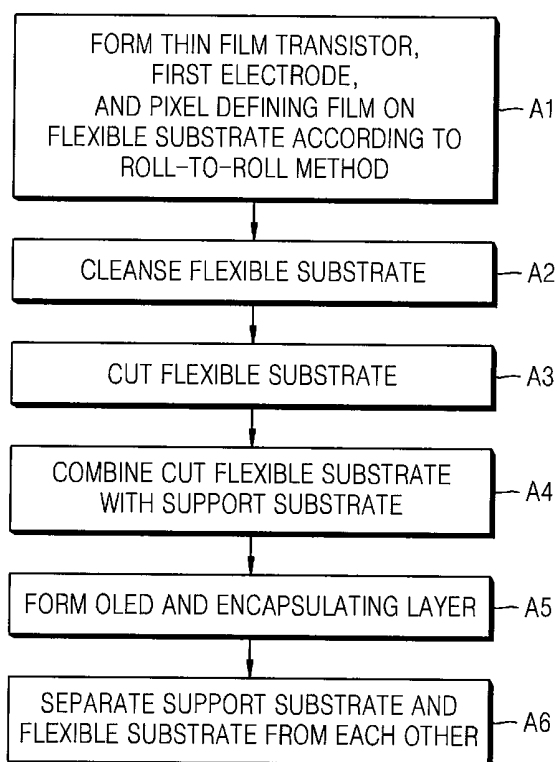 FORM THIN FILM TRANSISTOR,
FIRST ELECTRODE,
AND PIXEL DEFINING FILM ON
FLEXIBLE SUBSTRATE ACCORDING TO
ROLL-TO-ROLL METHOD
A1
CLEANSE FLEXIBLE SUBSTRATE
A2
CUT FLEXIBLE SUBSTRATE
A3
COMBINE CUT FLEXIBLE SUBSTRATE
WITH SUPPORT SUBSTRATE
A4
FORM OLED AND ENCAPSULATING LAYER
A5
SEPARATE SUPPORT SUBSTRATE AND
FLEXIBLE SUBSTRATE FROM EACH OTHER
A6